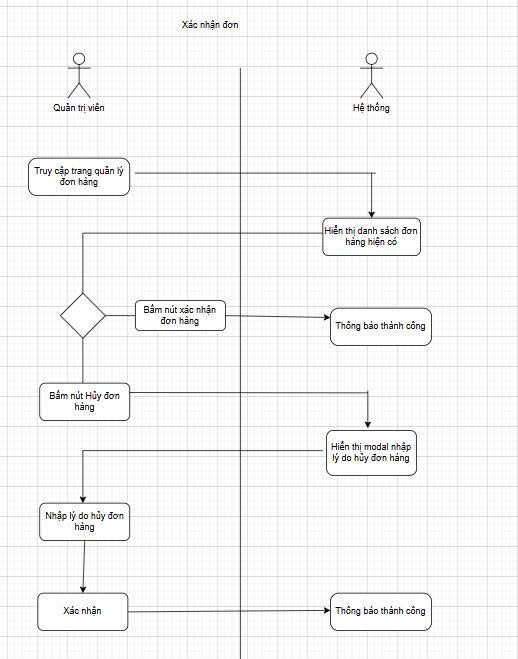 Xác nhận đơn
Quản trị viên
Hệ thống
Truy cập trang quản lý
đơn hàng
Hiển thị danh sách đơn
hàng hiện có
Bấm nút xác nhận
đơn hàng
Thông báo thành công
Bấm nút Hủy đơn
hàng
Hiển thị modal nhập
lý do hủy đơn hàng
Nhập lý do hủy đơn
hàng
Xác nhận
Thông báo thành công